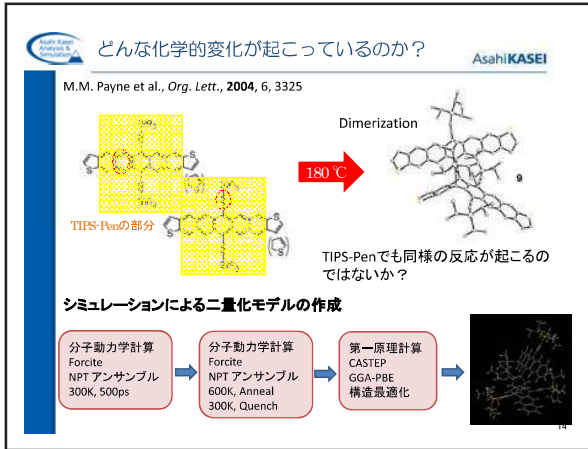 Asahi Kasei
Analysis &
Simulation
どんな化学的変化が起こっているのか？
AsahiKASEI
M.M. Payne et al., Org. Lett., 2004, 6, 3325
Dimerization
S
S
180 ℃
9
TIPS-Penの部分
S
S
S
TIPS-Penでも同様の反応が起こるの
ではないか？
シミュレーションによる二量化モデルの作成
分子動力学計算
Forcite
NPT アンサンブル
300K, 500ps
分子動力学計算
Forcite
NPT アンサンブル
600K, Anneal
300K, Quench
第一原理計算
CASTEP
GGA-PBE
構造最適化
14